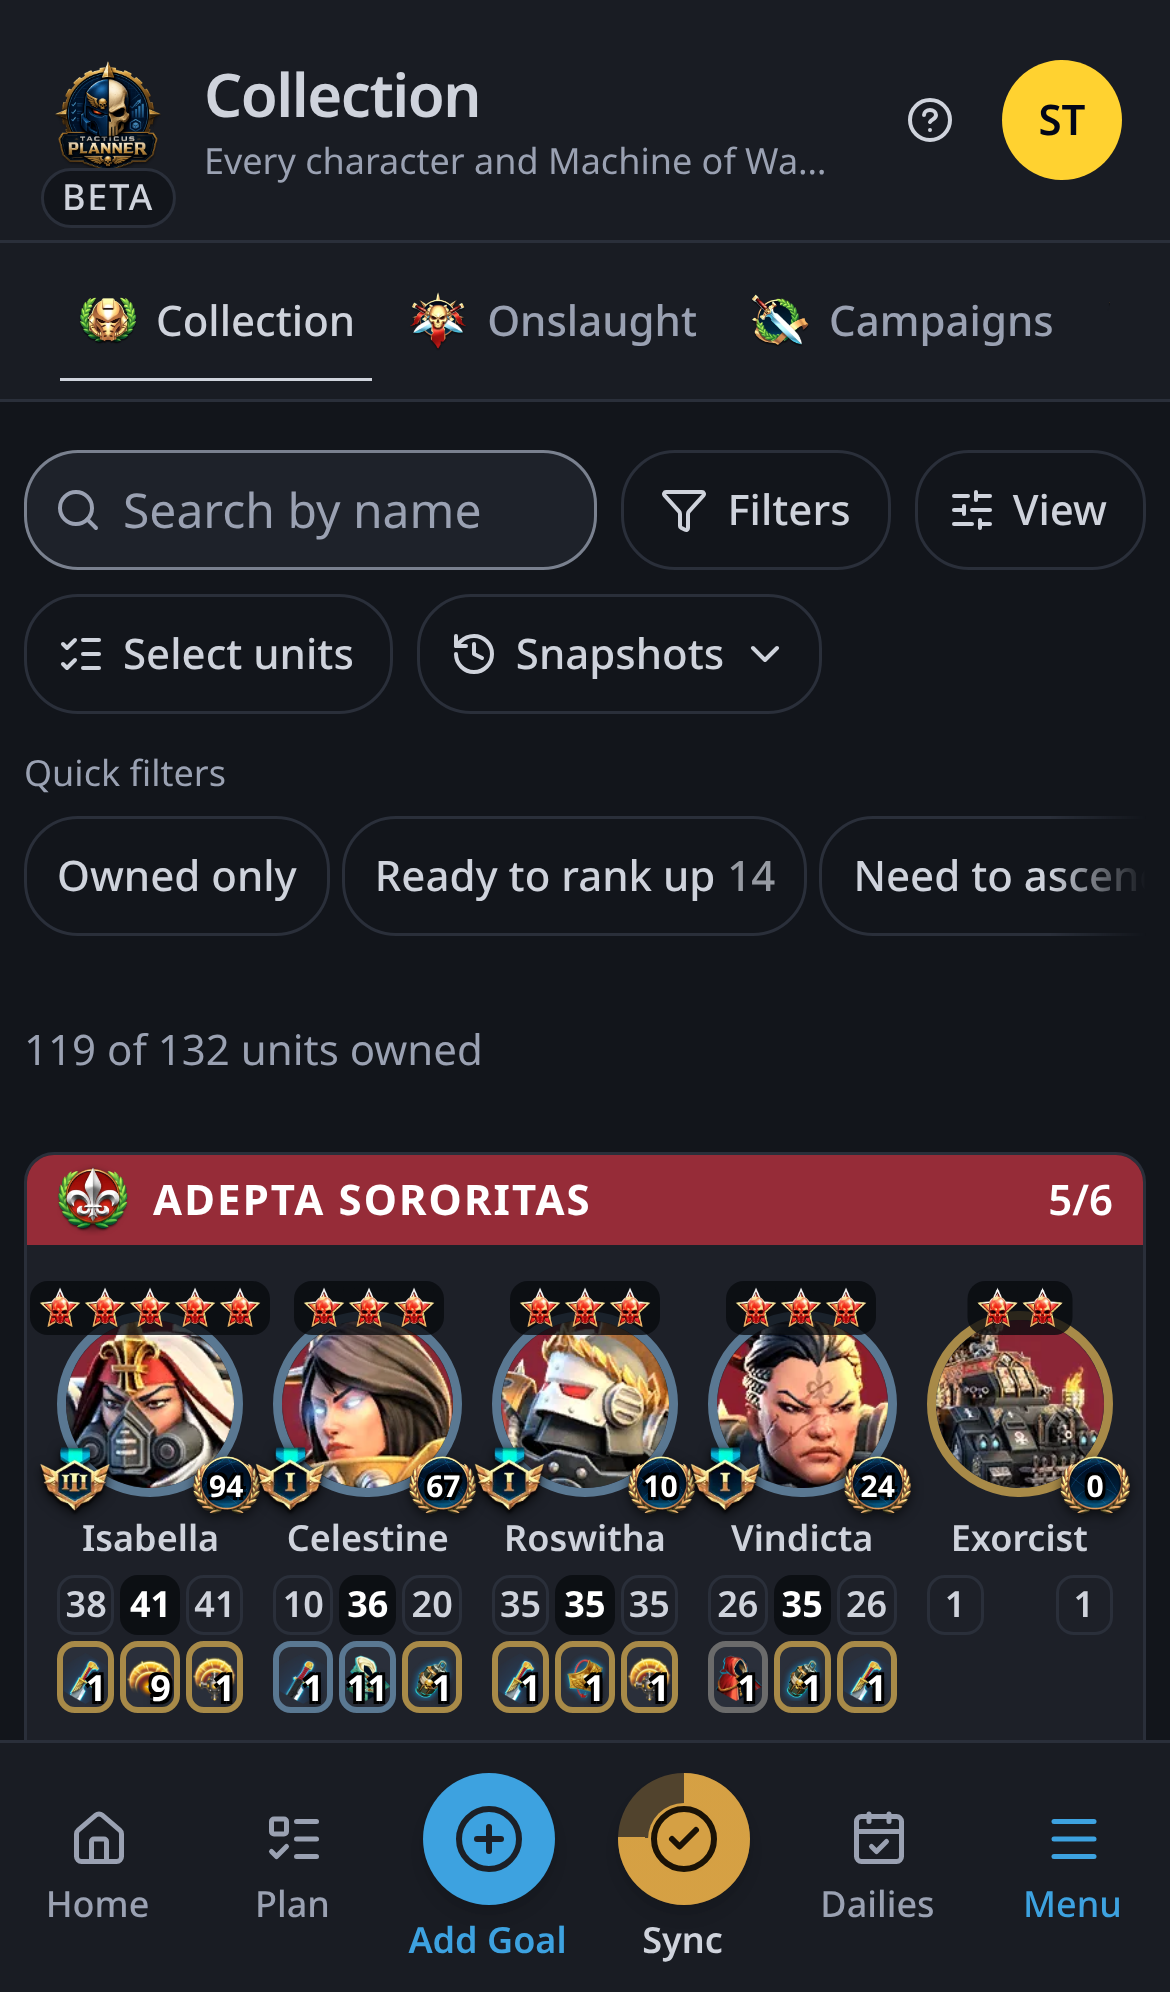 Collection
Every character and Machine of Wa...
TACTICUS
PLANNER
BETA
ST
Collection
Onslaught
Campaigns
Search by name
Filters
View
Select units
Snapshots
Quick filters
Owned only
Ready to rank up 14
Need to ascen
119 of 132 units owned
ADEPTA SORORITAS
5/6
III 94 I 67 I 10 I 24 0
Isabella Celestine Roswitha Vindicta Exorcist
38 41 41 10 36 20 35 35 35 26 35 26 1 1
1 9 1 1 11 1 1 1 1 1 1 1
Home
Plan
Add Goal
Sync
Dailies
Menu